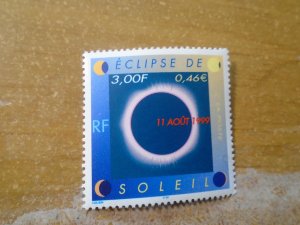 ÉCLIPSE DE
3,00F 0,46€
11 AOÛT 1999
RF
SOLEIL